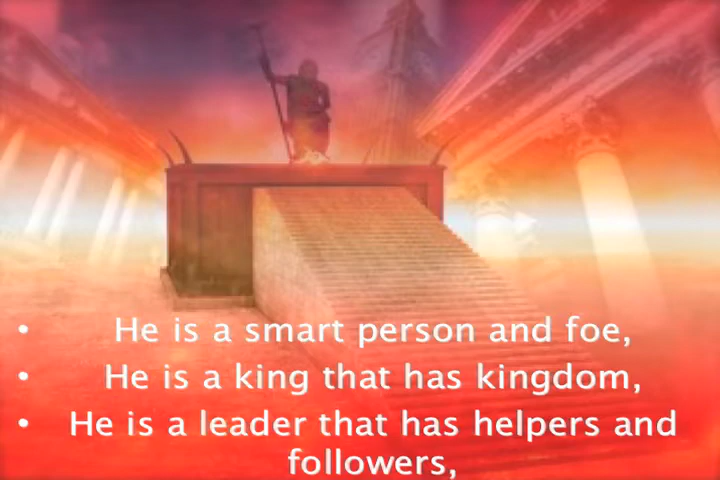 • He is a smart person and foe,
• He is a king that has kingdom,
• He is a leader that has helpers and
followers,